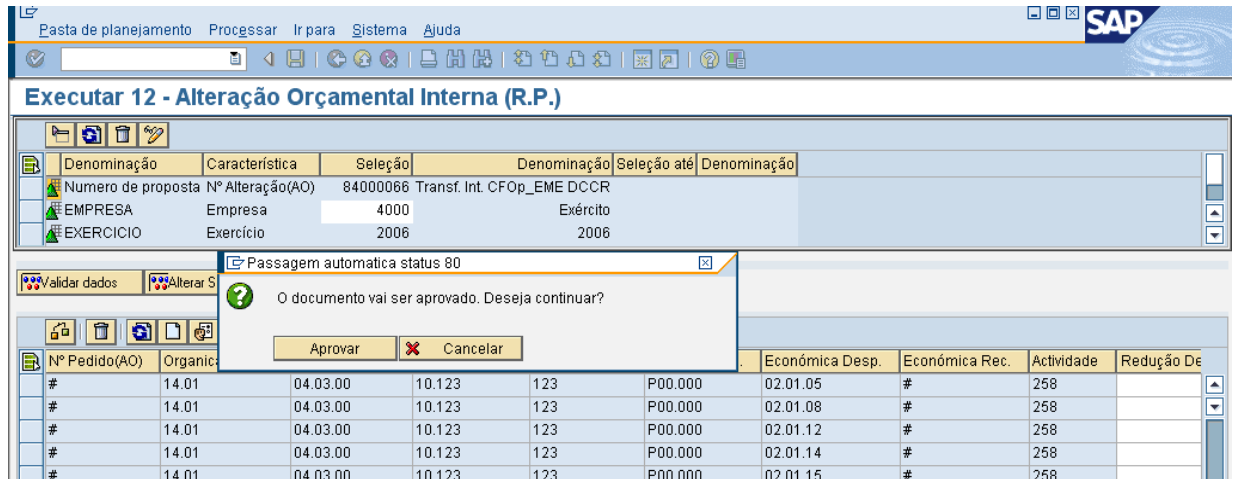 Pasta de planejamento Processar Ir para Sistema Ajuda
SAP
Executar 12 - Alteração Orçamental Interna (R.P.)
Denominação Característica Seleção Denominação Seleção até Denominação
Numero de proposta Nº Alteração(AO) 84000066 Transf. Int. CFOp_EME DCCR
EMPRESA Empresa 4000 Exército
EXERCICIO Exercício 2006 2006
Passagem automatica status 80
Validar dados Alterar S
O documento vai ser aprovado. Deseja continuar?
Aprovar Cancelar
Nº Pedido(AO) Organic Económica Desp. Económica Rec. Actividade Redução De
# 14.01 04.03.00 10.123 123 P00.000 02.01.05 # 258
# 14.01 04.03.00 10.123 123 P00.000 02.01.08 # 258
# 14.01 04.03.00 10.123 123 P00.000 02.01.12 # 258
# 14.01 04.03.00 10.123 123 P00.000 02.01.14 # 258
# 14.01 04.03.00 10.123 123 P00.000 02.01.15 # 258